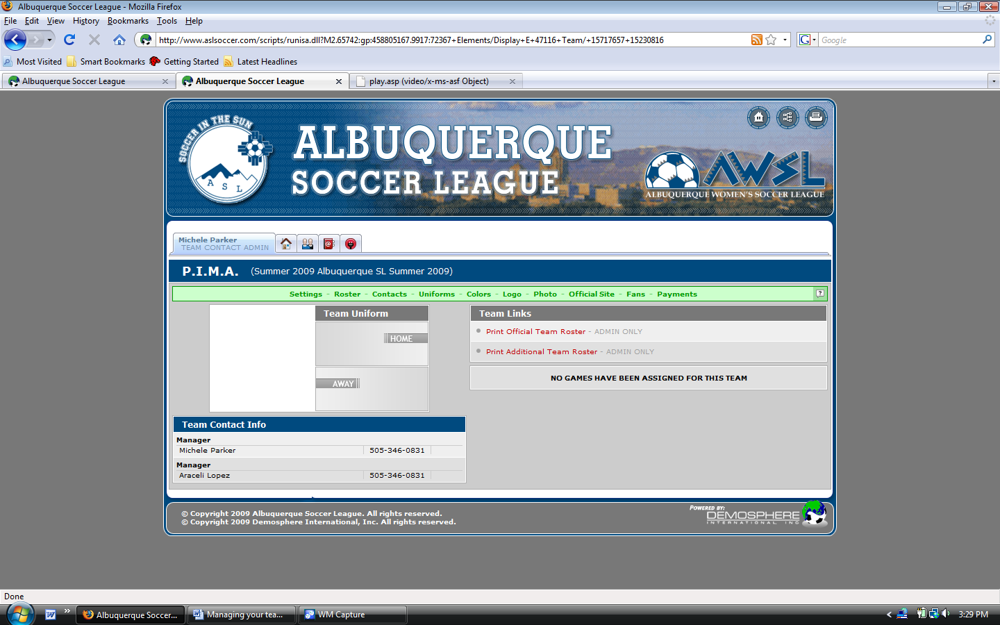 Albuquerque Soccer League - Mozilla Firefox
File Edit View History Bookmarks Tools Help
http://www.aslsoccer.com/scripts/runisa.dll?M2.65742:gp:458805167.9917:72367+Elements/Display+E+47116+Team/+15717657+15230816
G Google
Most Visited Smart Bookmarks Getting Started Latest Headlines
Albuquerque Soccer League Albuquerque Soccer League play.asp (video/x-ms-asf Object)
SOCCER IN THE SUN
A S L
ALBUQUERQUE
SOCCER LEAGUE
AWSL
ALBUQUERQUE WOMEN'S SOCCER LEAGUE
Michele Parker
TEAM CONTACT ADMIN
P.I.M.A. (Summer 2009 Albuquerque SL Summer 2009)
Settings - Roster - Contacts - Uniforms - Colors - Logo - Photo - Official Site - Fans - Payments ?
Team Uniform
HOME
AWAY
Team Links
Print Official Team Roster - ADMIN ONLY
Print Additional Team Roster - ADMIN ONLY
NO GAMES HAVE BEEN ASSIGNED FOR THIS TEAM
Team Contact Info
Manager
Michele Parker 505-346-0831
Manager
Araceli Lopez 505-346-0831
© Copyright 2009 Albuquerque Soccer League. All rights reserved.
© Copyright 2009 Demosphere International, Inc. All rights reserved.
POWERED BY:
DEMOSPHERE
INTERNATIONAL INC
Done
Albuquerque Soccer... Managing your tea... WM Capture 3:29 PM